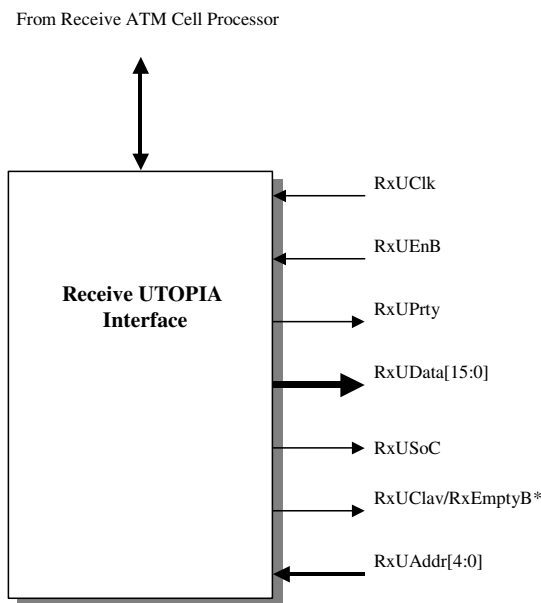 From Receive ATM Cell Processor
RxUClk
RxUEnB
Receive UTOPIA
Interface
RxUPrty
RxUData[15:0]
RxUSoC
RxUClav/RxEmptyB*
RxUAddr[4:0]